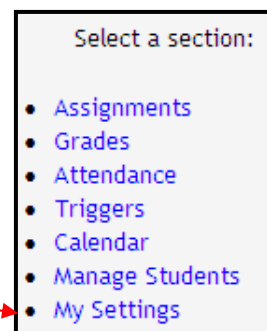 Select a section:
• Assignments
• Grades
• Attendance
• Triggers
• Calendar
• Manage Students
• My Settings